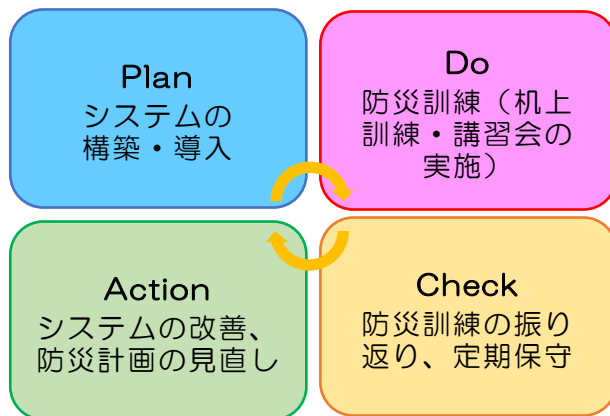 Plan
システムの
構築・導入
Do
防災訓練（机上
訓練・講習会の
実施）
Action
システムの改善、
防災計画の見直し
Check
防災訓練の振り
返り、定期保守